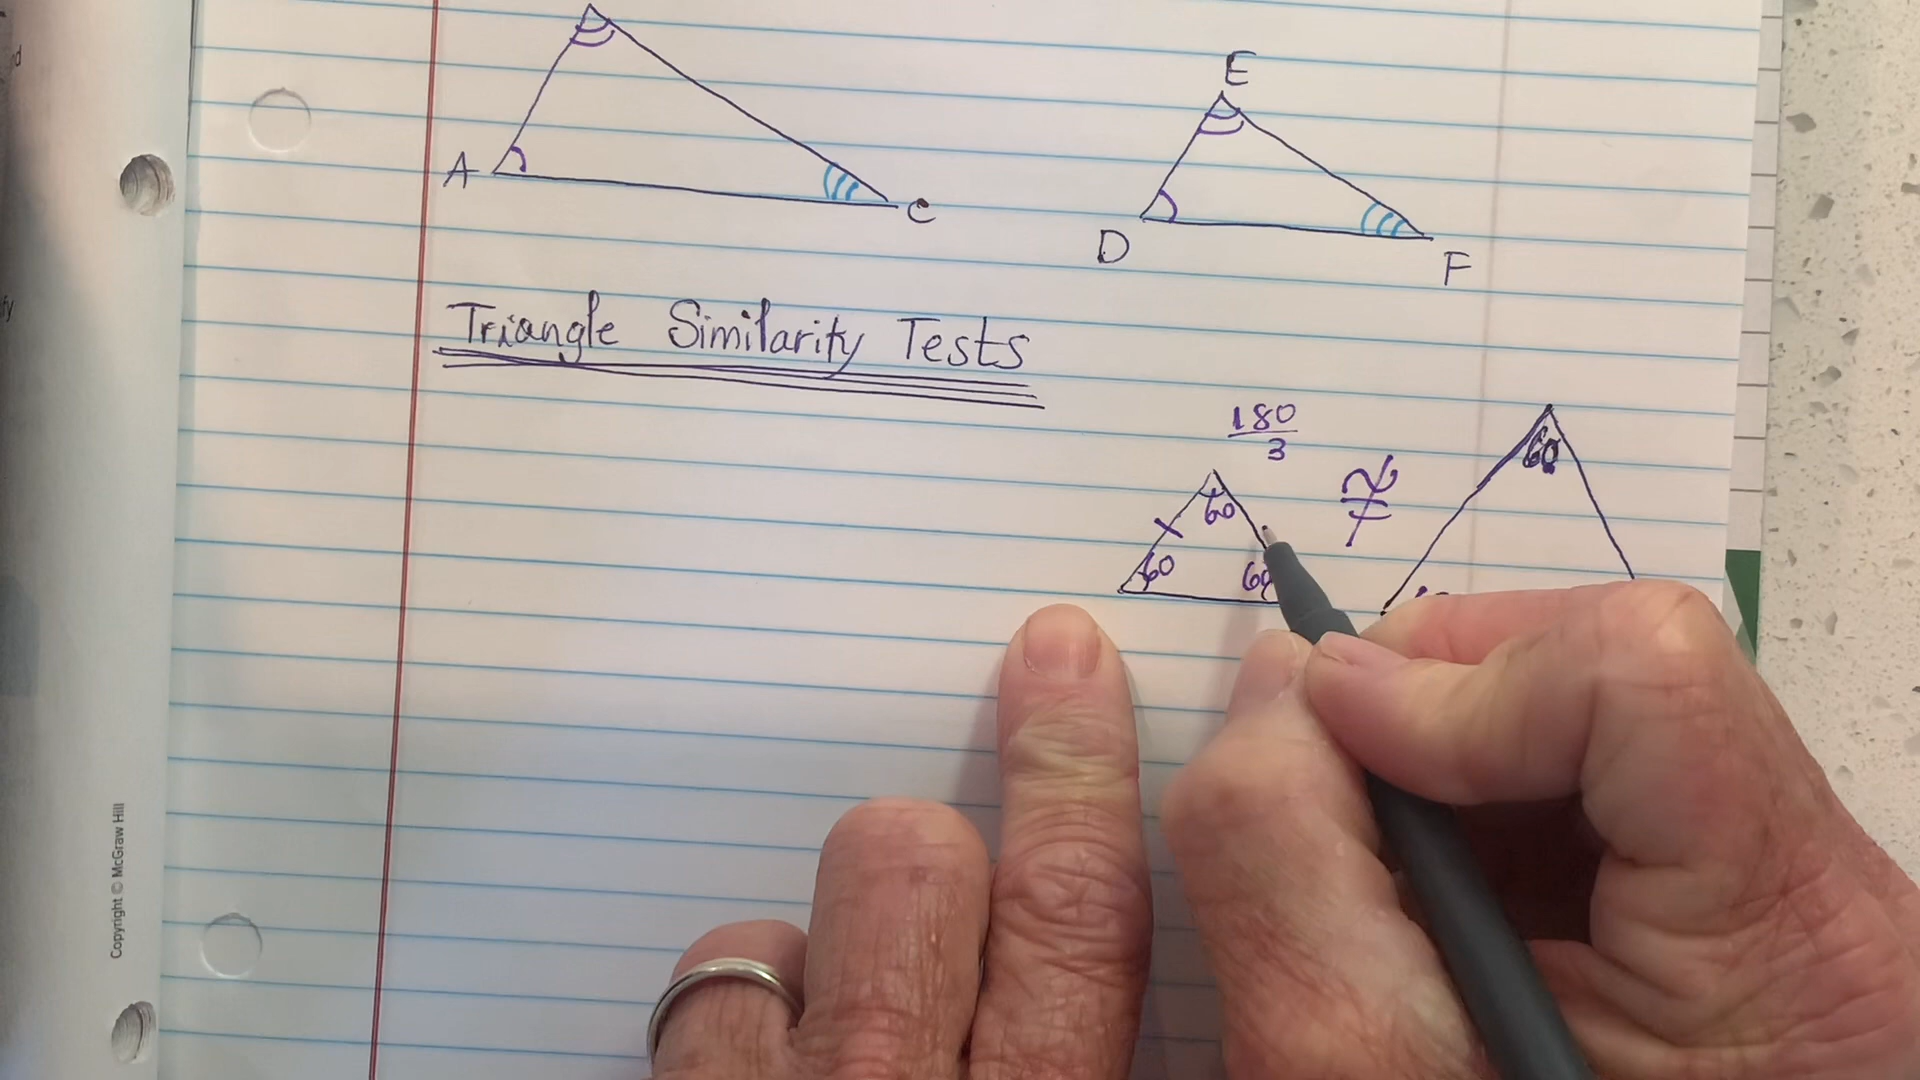 E
A
C
D
F
Triangle Similarity Tests
180
3
60
60
60
60
Copyright © McGraw Hill